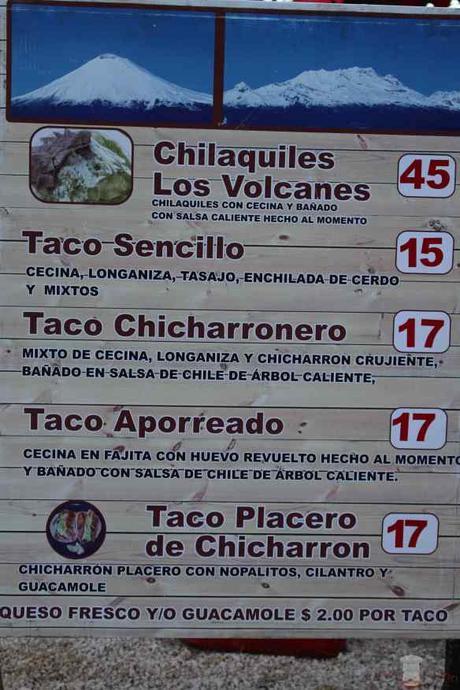 Chilaquiles
Los Volcanes
45
CHILAQUILES CON CECINA Y BAÑADO
CON SALSA CALIENTE HECHO AL MOMENTO
Taco Sencillo
15
CECINA, LONGANIZA, TASAJO, ENCHILADA DE CERDO
Y MIXTOS
Taco Chicharronero
17
MIXTO DE CECINA, LONGANIZA Y CHICHARRON CRUJIENTE,
BAÑADO EN SALSA DE CHILE DE ÁRBOL CALIENTE,
Taco Aporreado
17
CECINA EN FAJITA CON HUEVO REVUELTO HECHO AL MOMENTO
Y BAÑADO CON SALSA DE CHILE DE ÁRBOL CALIENTE.
Taco Placero
de Chicharron
17
CHICHARRON PLACERO CON NOPALITOS, CILANTRO Y
GUACAMOLE
QUESO FRESCO Y/O GUACAMOLE $ 2.00 POR TACO